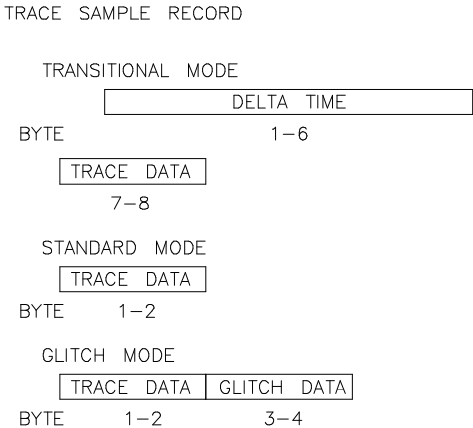 TRACE SAMPLE RECORD
TRANSITIONAL MODE
DELTA TIME
BYTE 1-6
TRACE DATA
7-8
STANDARD MODE
TRACE DATA
BYTE 1-2
GLITCH MODE
TRACE DATA GLITCH DATA
BYTE 1-2 3-4